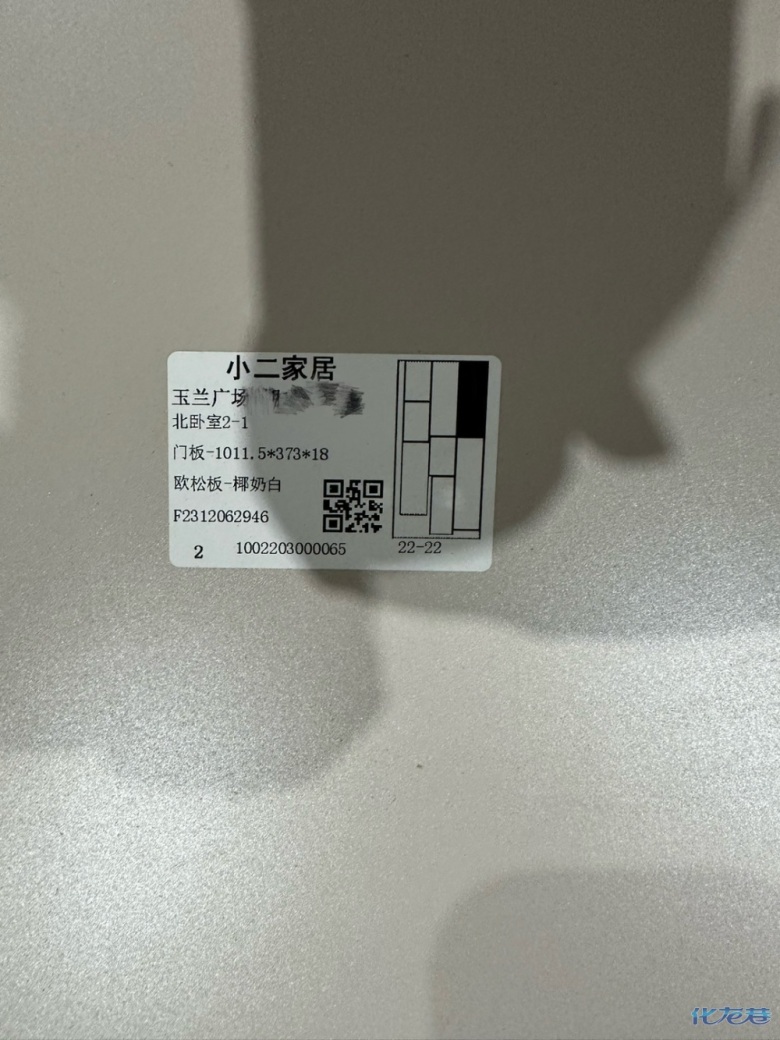 小二家居
玉兰广场
北卧室2-1
门板-1011.5*373*18
欧松板-椰奶白
F2312062946
2 1002203000065 22-22
化龙巷